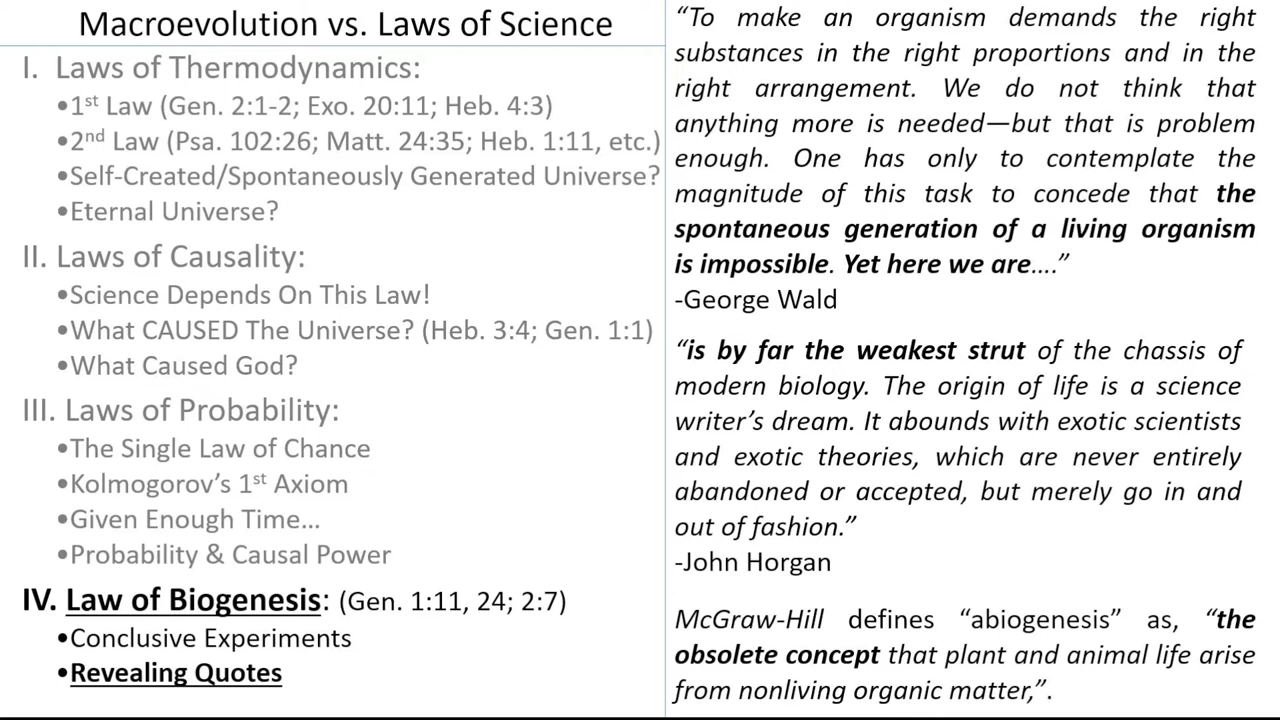 Macroevolution vs. Laws of Science
I. Laws of Thermodynamics:
•1st Law (Gen. 2:1-2; Exo. 20:11; Heb. 4:3)
•2nd Law (Psa. 102:26; Matt. 24:35; Heb. 1:11, etc.)
•Self-Created/Spontaneously Generated Universe?
•Eternal Universe?
II. Laws of Causality:
•Science Depends On This Law!
•What CAUSED The Universe? (Heb. 3:4; Gen. 1:1)
•What Caused God?
III. Laws of Probability:
•The Single Law of Chance
•Kolmogorov’s 1st Axiom
•Given Enough Time…
•Probability & Causal Power
IV. Law of Biogenesis: (Gen. 1:11, 24; 2:7)
•Conclusive Experiments
•Revealing Quotes
“To make an organism demands the right
substances in the right proportions and in the
right arrangement. We do not think that
anything more is needed—but that is problem
enough. One has only to contemplate the
magnitude of this task to concede that the
spontaneous generation of a living organism
is impossible. Yet here we are….”
-George Wald
“is by far the weakest strut of the chassis of
modern biology. The origin of life is a science
writer’s dream. It abounds with exotic scientists
and exotic theories, which are never entirely
abandoned or accepted, but merely go in and
out of fashion.”
-John Horgan
McGraw-Hill defines “abiogenesis” as, “the
obsolete concept that plant and animal life arise
from nonliving organic matter,”.